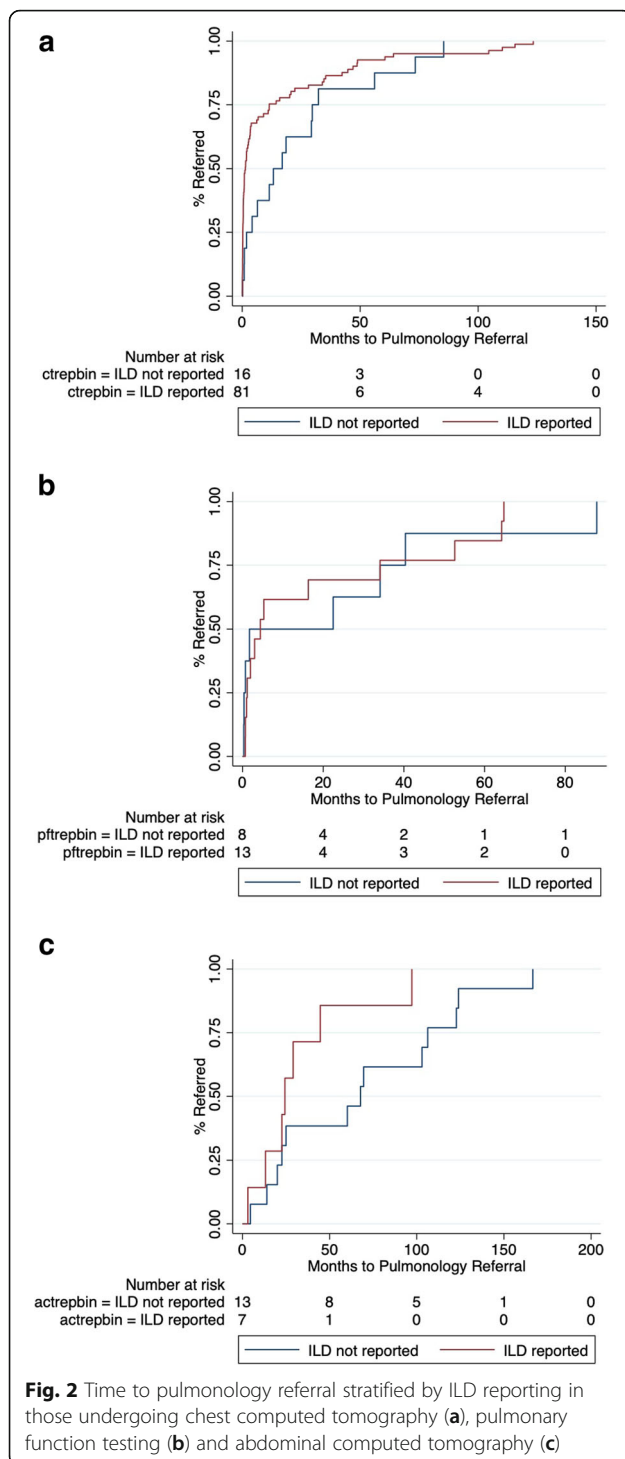 a
1.00
0.75
0.50
0.25
0.00
% Referred
0 50 100 150
Months to Pulmonology Referral
Number at risk
ctrepbin = ILD not reported 16 3 0 0
ctrepbin = ILD reported 81 6 4 0
ILD not reported ILD reported
b
1.00
0.75
0.50
0.25
0.00
% Referred
0 20 40 60 80
Months to Pulmonology Referral
Number at risk
pftrepbin = ILD not reported 8 4 2 1 1
pftrepbin = ILD reported 13 4 3 2 0
ILD not reported ILD reported
c
1.00
0.75
0.50
0.25
0.00
% Referred
0 50 100 150 200
Months to Pulmonology Referral
Number at risk
actrepbin = ILD not reported 13 8 5 1 0
actrepbin = ILD reported 7 1 0 0 0
ILD not reported ILD reported
Fig. 2 Time to pulmonology referral stratified by ILD reporting in
those undergoing chest computed tomography (a), pulmonary
function testing (b) and abdominal computed tomography (c)